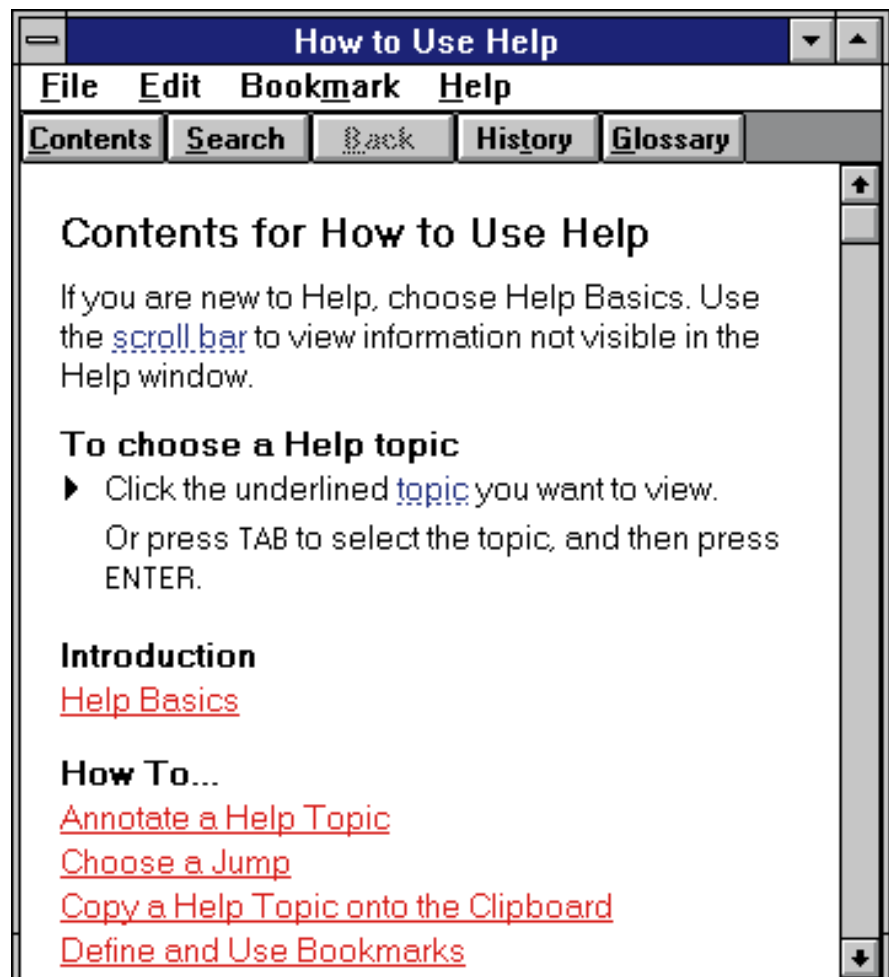 How to Use Help
File Edit Bookmark Help
Contents Search Back History Glossary
Contents for How to Use Help
If you are new to Help, choose Help Basics. Use
the scroll bar to view information not visible in the
Help window.
To choose a Help topic
Click the underlined topic you want to view.
Or press TAB to select the topic, and then press
ENTER.
Introduction
Help Basics
How To...
Annotate a Help Topic
Choose a Jump
Copy a Help Topic onto the Clipboard
Define and Use Bookmarks